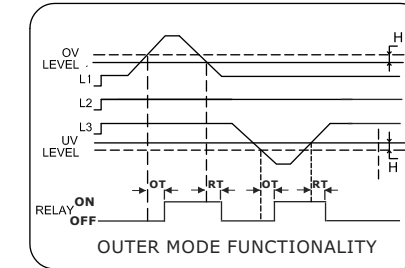 H
OV
LEVEL
L1
L2
L3
UV
LEVEL
H
OT RT OT RT
RELAY ON
OFF
OUTER MODE FUNCTIONALITY